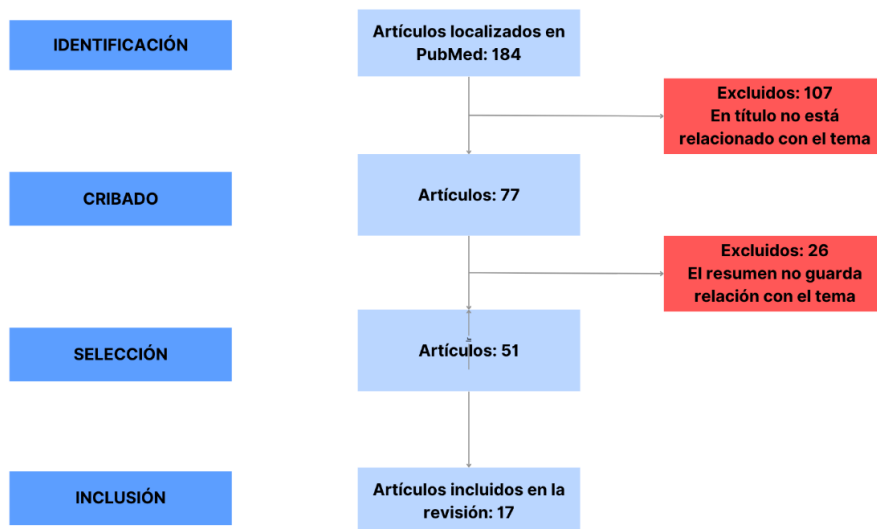 IDENTIFICACIÓN
Artículos localizados en
PubMed: 184
Excluidos: 107
En título no está
relacionado con el tema
CRIBADO
Artículos: 77
Excluidos: 26
El resumen no guarda
relación con el tema
SELECCIÓN
Artículos: 51
INCLUSIÓN
Artículos incluidos en la
revisión: 17